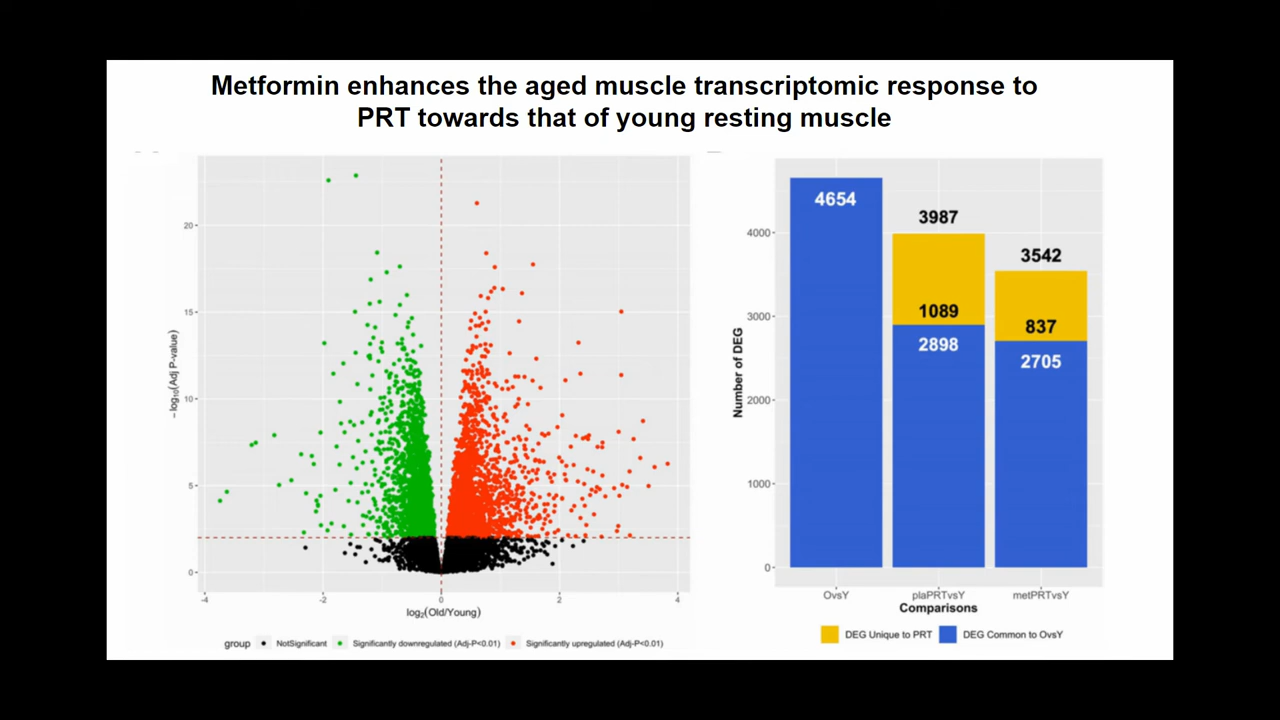 Metformin enhances the aged muscle transcriptomic response to
PRT towards that of young resting muscle
20
15
10
5
0
-log10(Adj P-value)
-4
-2
0
2
4
log2(Old/Young)
group NotSignificant Significantly downregulated (Adj-P<0.01) Significantly upregulated (Adj-P<0.01)
4000
3000
2000
1000
0
Number of DEG
4654
3987
1089
2898
3542
837
2705
OvsY
plaPRTvsY
metPRTvsY
Comparisons
DEG Unique to PRT DEG Common to OvsY